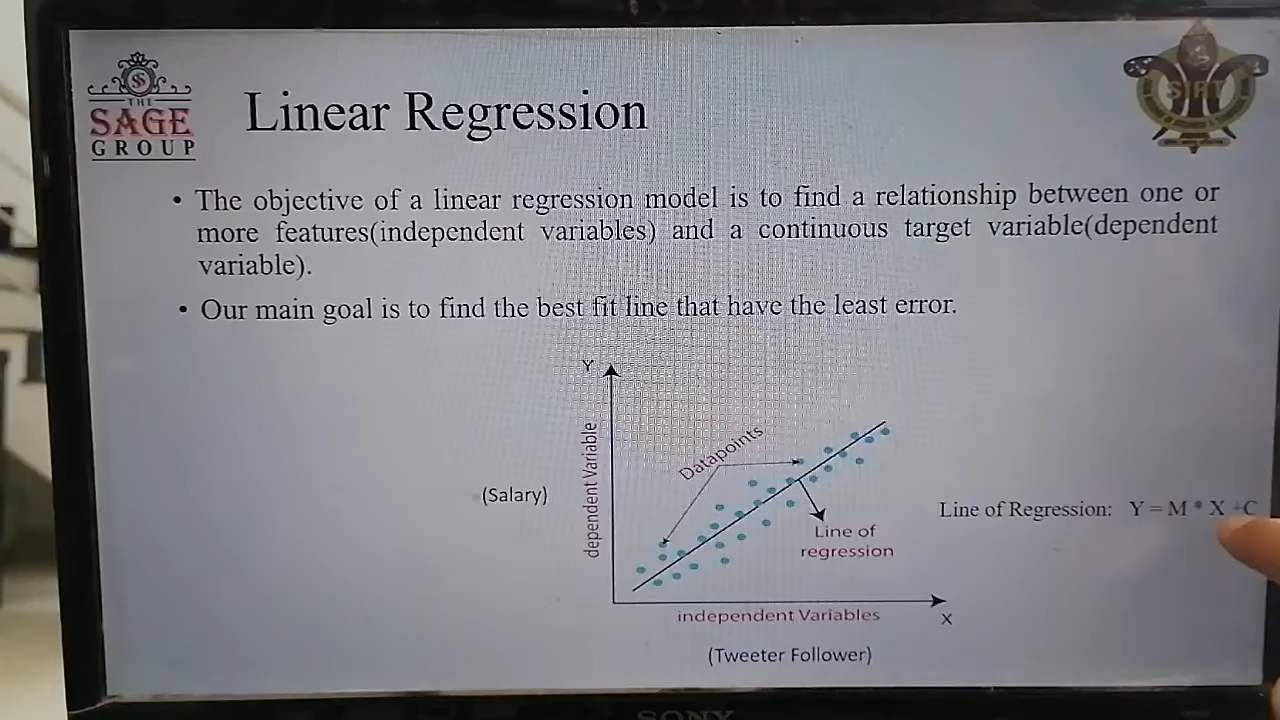 THE
SAGE
GROUP
Linear Regression
SIRT
• The objective of a linear regression model is to find a relationship between one or
more features(independent variables) and a continuous target variable(dependent
variable).
• Our main goal is to find the best fit line that have the least error.
Y
dependent Variable
(Salary)
Datapoints
Line of
regression
Line of Regression: Y = M * X +C
independent Variables
X
(Tweeter Follower)
SONY